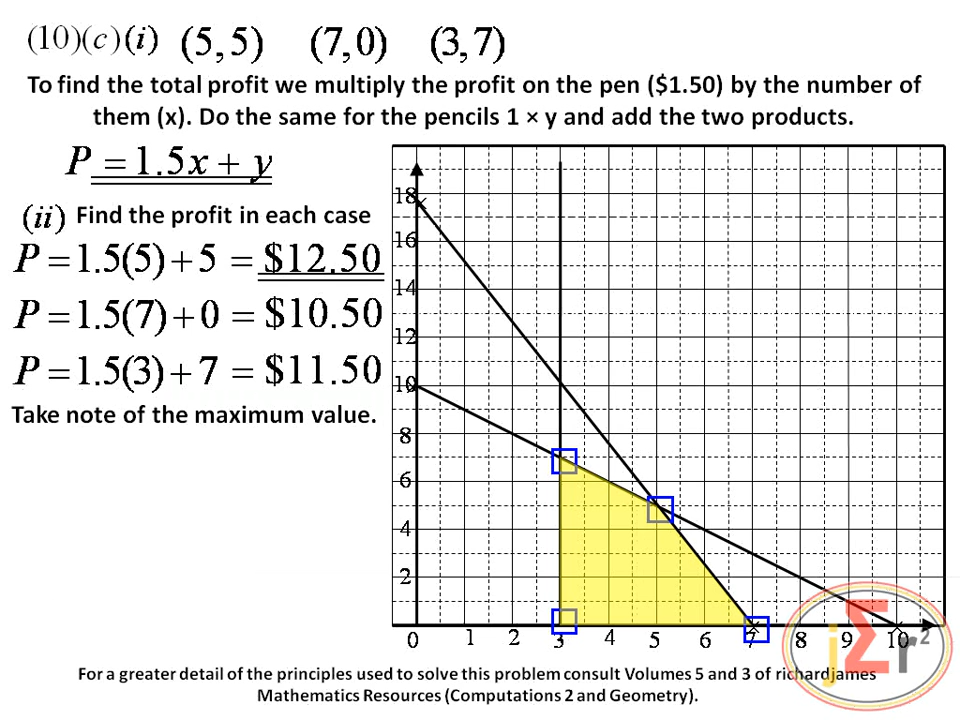 (10)(c)(i) (5,5) (7,0) (3,7)
To find the total profit we multiply the profit on the pen ($1.50) by the number of
them (x). Do the same for the pencils 1 × y and add the two products.
P = 1.5x + y
(ii) Find the profit in each case
P = 1.5(5) + 5 = $12.50
P = 1.5(7) + 0 = $10.50
P = 1.5(3) + 7 = $11.50
Take note of the maximum value.
18
16
14
12
10
8
6
4
2
0 1 2 3 4 5 6 7 8 9 10
jΣr²
For a greater detail of the principles used to solve this problem consult Volumes 5 and 3 of richardjames
Mathematics Resources (Computations 2 and Geometry).